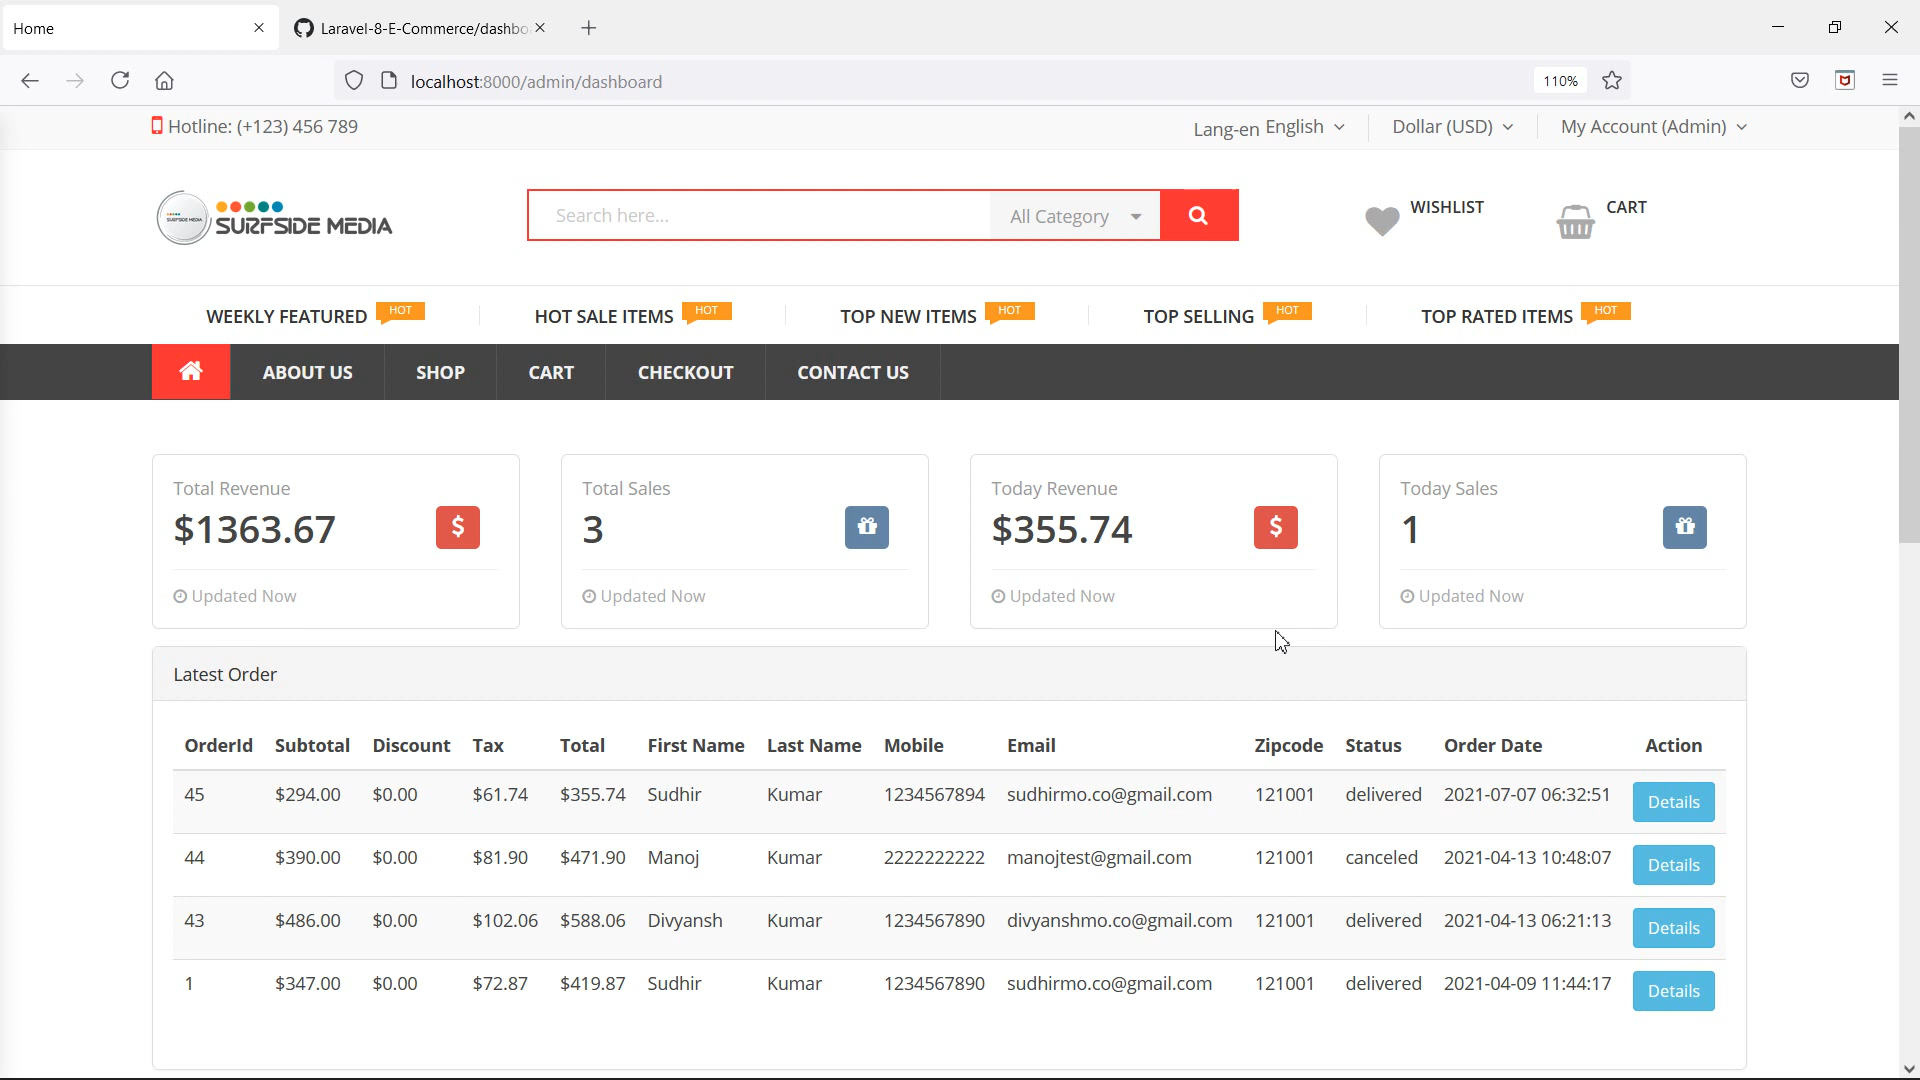 Home
Laravel-8-E-Commerce/dashbo
localhost:8000/admin/dashboard
110%
Hotline: (+123) 456 789
Lang-en English
Dollar (USD)
My Account (Admin)
SURFSIDE MEDIA
SURFSIDE MEDIA
Search here...
All Category
WISHLIST
CART
WEEKLY FEATURED HOT
HOT SALE ITEMS HOT
TOP NEW ITEMS HOT
TOP SELLING HOT
TOP RATED ITEMS HOT
ABOUT US SHOP CART CHECKOUT CONTACT US
Total Revenue
$1363.67
$
Updated Now
Total Sales
3
Updated Now
Today Revenue
$355.74
$
Updated Now
Today Sales
1
Updated Now
Latest Order
OrderId Subtotal Discount Tax Total First Name Last Name Mobile Email Zipcode Status Order Date Action
45 $294.00 $0.00 $61.74 $355.74 Sudhir Kumar 1234567894 sudhirmo.co@gmail.com 121001 delivered 2021-07-07 06:32:51 Details
44 $390.00 $0.00 $81.90 $471.90 Manoj Kumar 2222222222 manojtest@gmail.com 121001 canceled 2021-04-13 10:48:07 Details
43 $486.00 $0.00 $102.06 $588.06 Divyansh Kumar 1234567890 divyanshmo.co@gmail.com 121001 delivered 2021-04-13 06:21:13 Details
1 $347.00 $0.00 $72.87 $419.87 Sudhir Kumar 1234567890 sudhirmo.co@gmail.com 121001 delivered 2021-04-09 11:44:17 Details